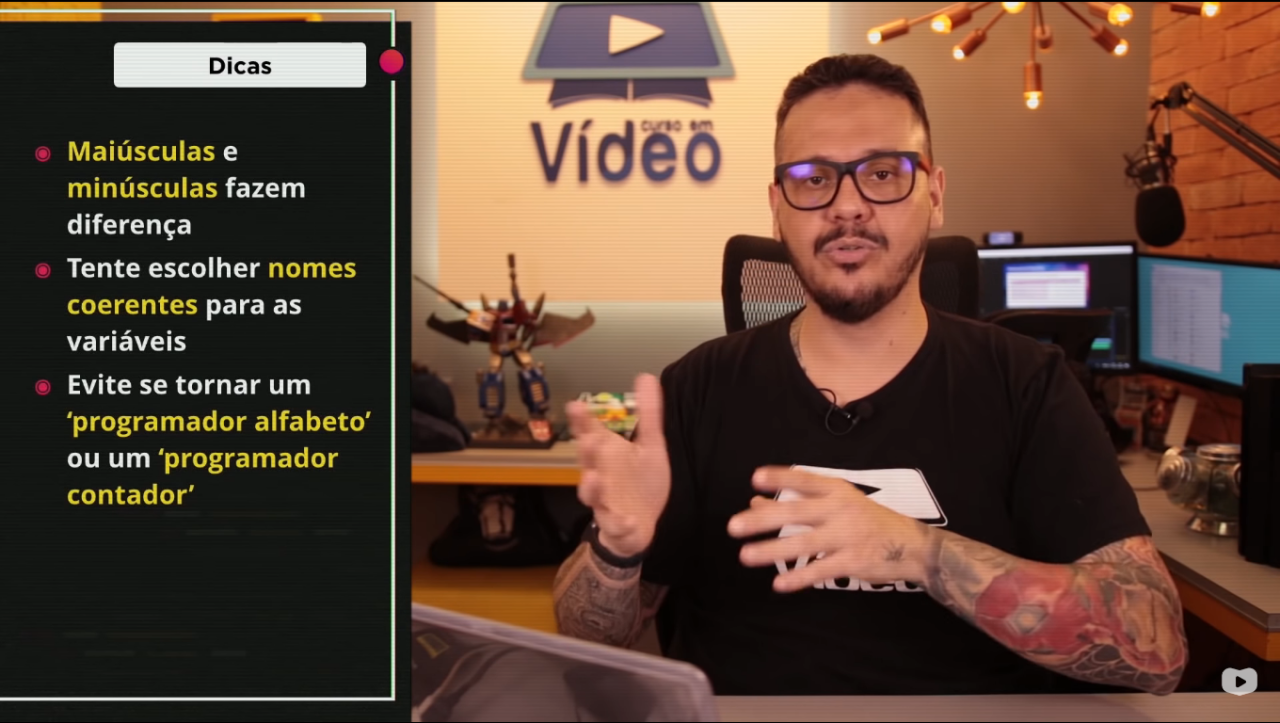 Dicas
Maiúsculas e
minúsculas fazem
diferença
Tente escolher nomes
coerentes para as
variáveis
Evite se tornar um
‘programador alfabeto’
ou um ‘programador
contador’
curso em
Vídeo